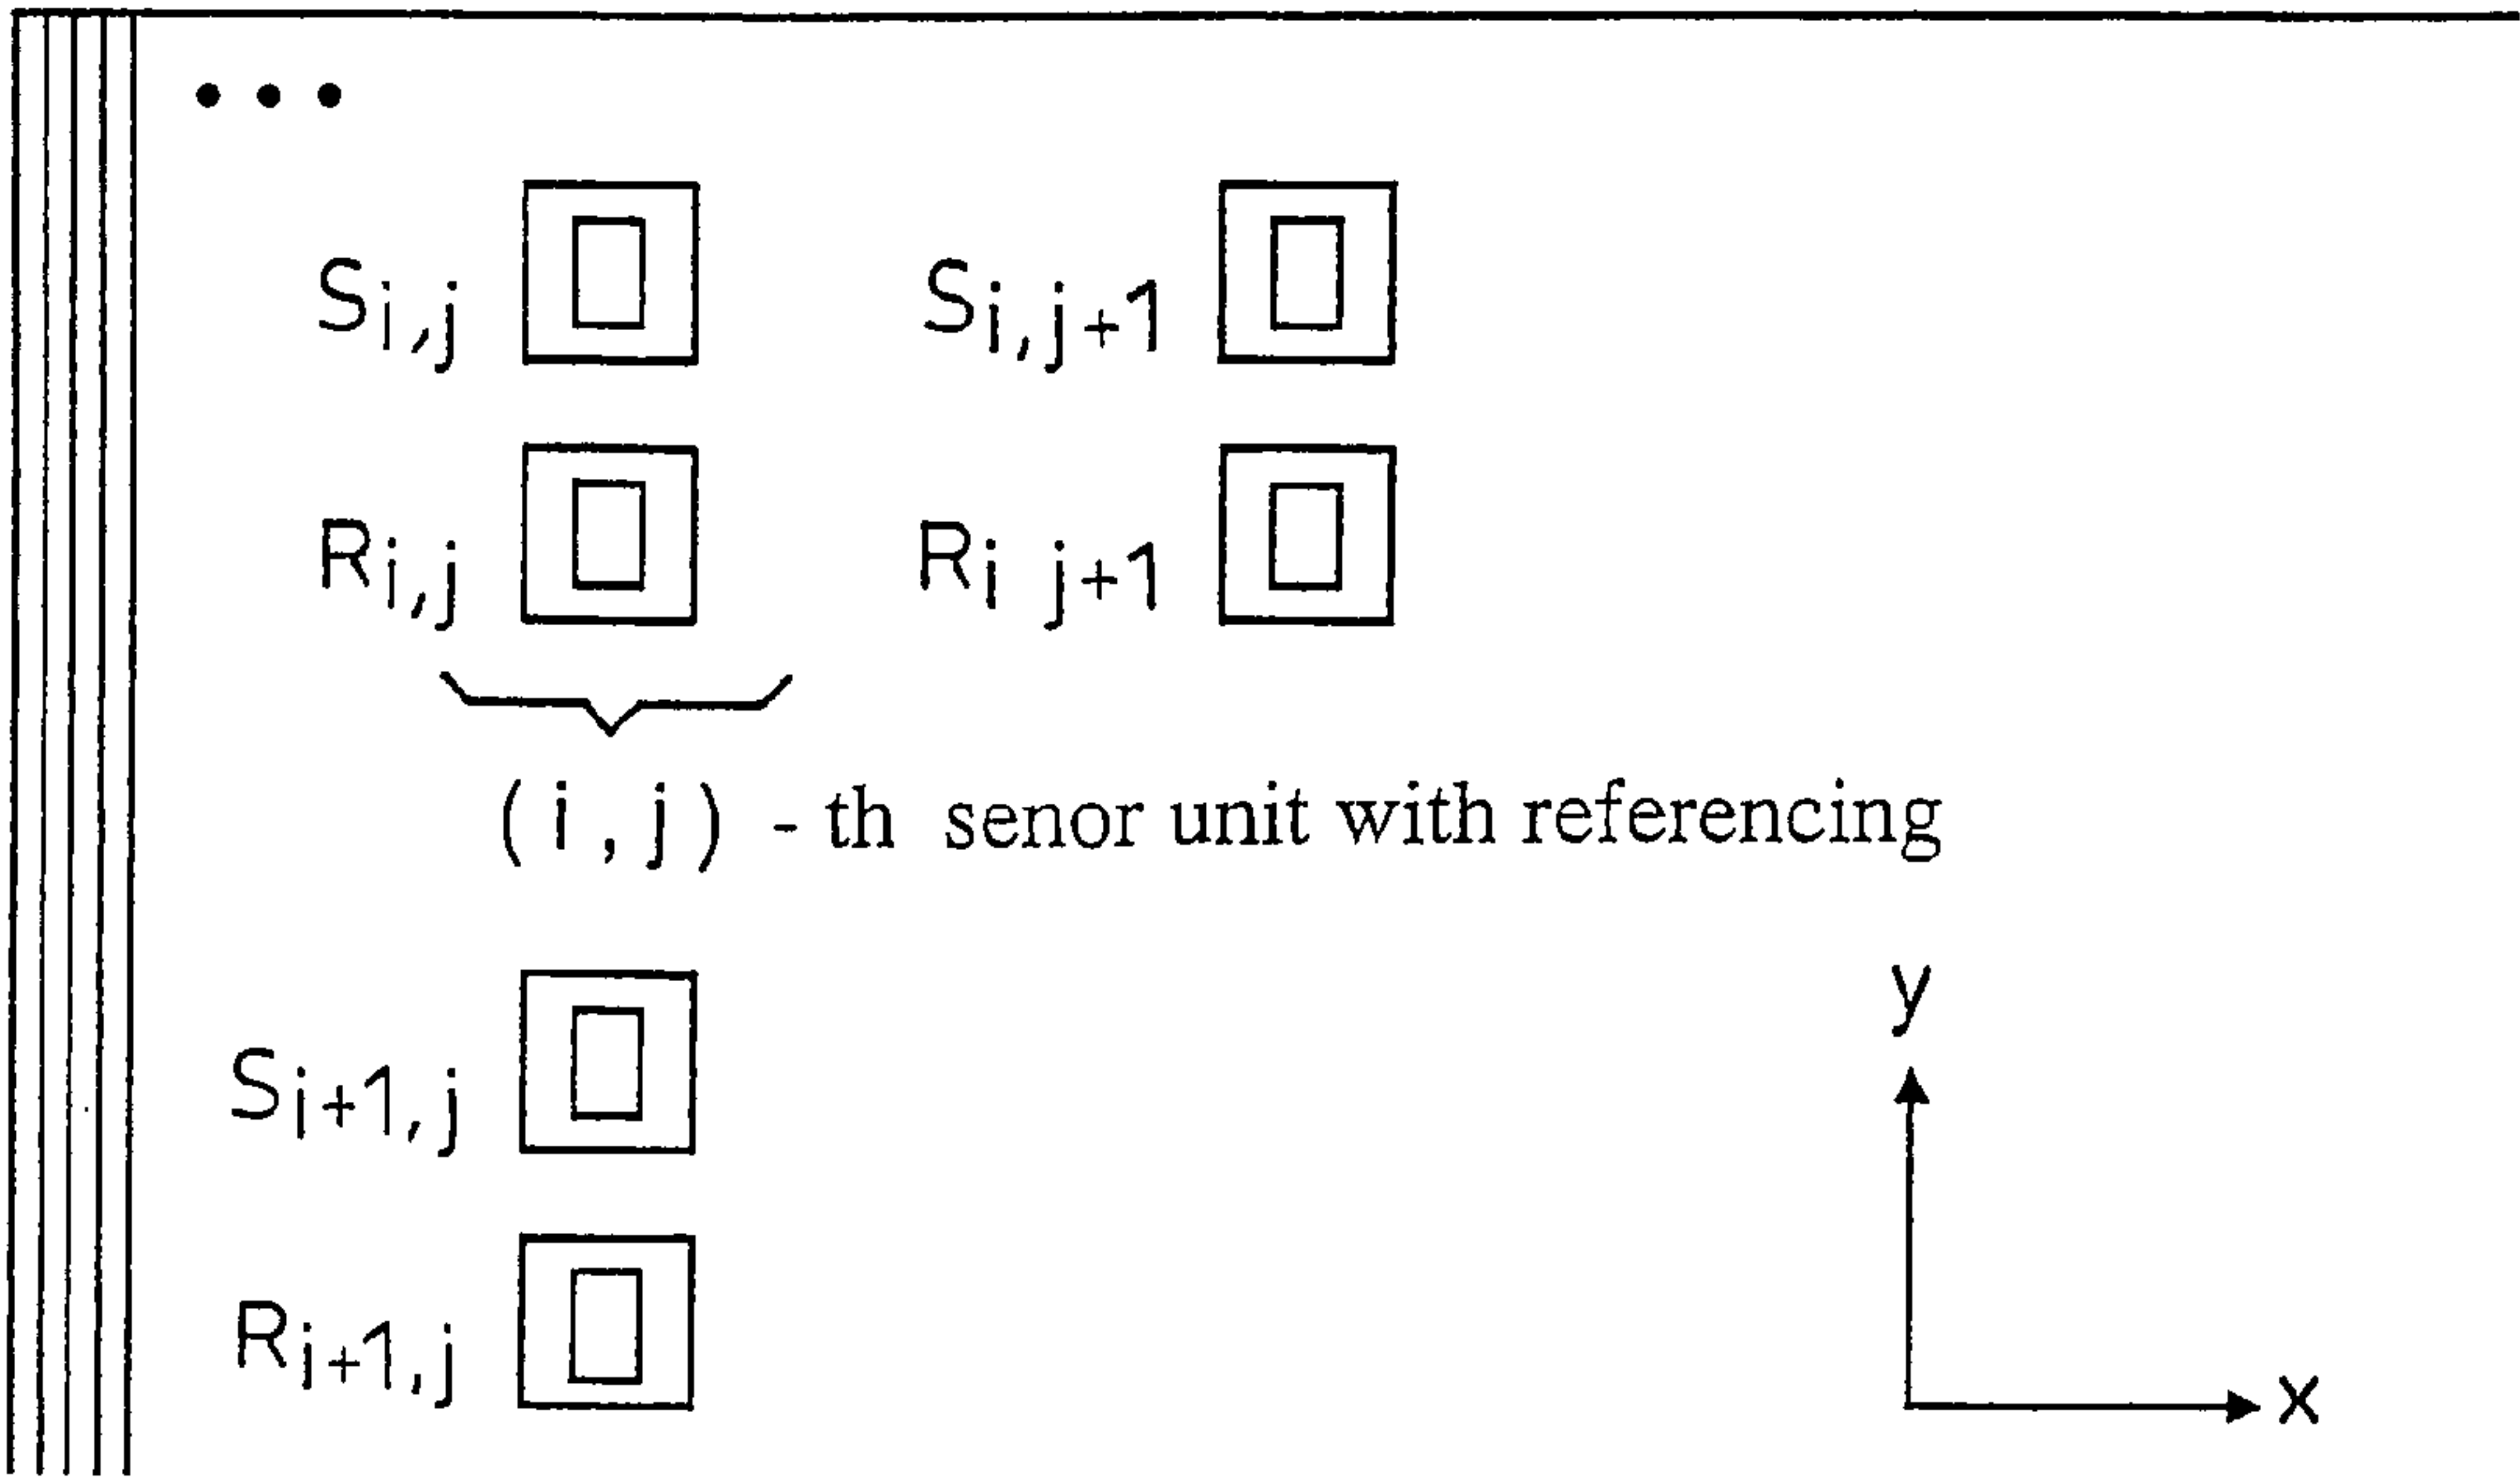 • • •
Si,j Si,j+1
Ri,j Ri j+1
( i , j ) - th senor unit with referencing
y
Si+1,j
Ri+1,j
x